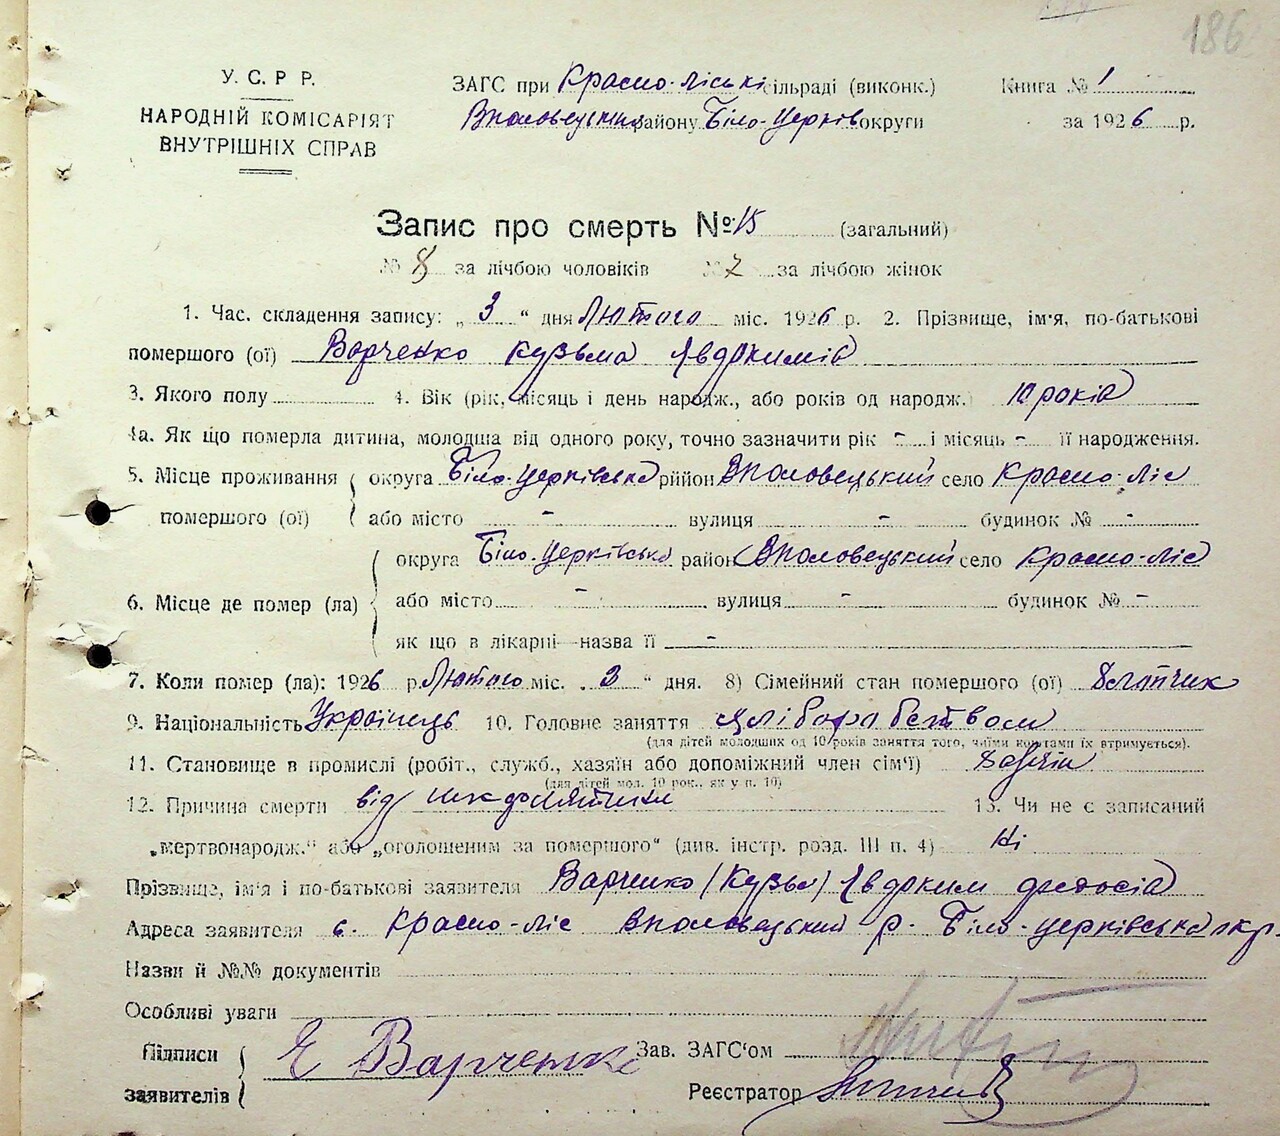 186
У. С. Р. Р.
НАРОДНІЙ КОМІСАРІЯТ
ВНУТРІШНІХ СПРАВ
ЗАГС при Красно-ліські сільраді (виконк.)
району Біло-Церків округи
Книга № 1
за 1926 р.
Запис про смерть № 15 (загальний)
№ 8 за лічбою чоловіків № 7 за лічбою жінок
1. Час складення запису: „ 3 “ дня Лютого міс. 1926 р. 2. Прізвище, ім'я, по-батькові
помершого (ої) Варченко Кузьма Явдокимів
3. Якого полу 4. Вік (рік, місяць і день народж., або років од народж.) 10 років
4а. Як що померла дитина, молодша від одного року, точно зазначити рік - і місяць - її народження.
5. Місце проживання помершого (ої)
округа Біло-Церківська район Вполовецький село Красно-ліс
або місто - вулиця - будинок № -
6. Місце де помер (ла)
округа Біло-Церківська район Вполовецький село Красно-ліс
або місто - вулиця - будинок № -
як що в лікарні—назва її -
7. Коли помер (ла): 1926 р. Лютого міс. „ 3 “ дня. 8) Сімейний стан помершого (ої)
9. Національність Українець 10. Головне заняття
(для дітей молодших од 10 років заняття того, чиїми коштами їх втримується).
11. Становище в промислі (робіт., служб., хазяїн або допоміжний член сім'ї)
(для дітей мол. 10 рок., як у п. 10)
12. Причина смерти від 13. Чи не є записаний
„мертвонародж.“ або „оголошеним за помершого“ (див. інстр. розд. III п. 4) Ні
Прізвище, ім'я і по-батькові заявителя Варченко (Кузьм) Явдоким
Адреса заявителя с. Красно-ліс Вполовецький р. Біло-Церківська окр.
Назви й №№ документів
Особливі уваги
Підписи
заявителів
Е Варченко
Зав. ЗАГС'ом
Реєстратор